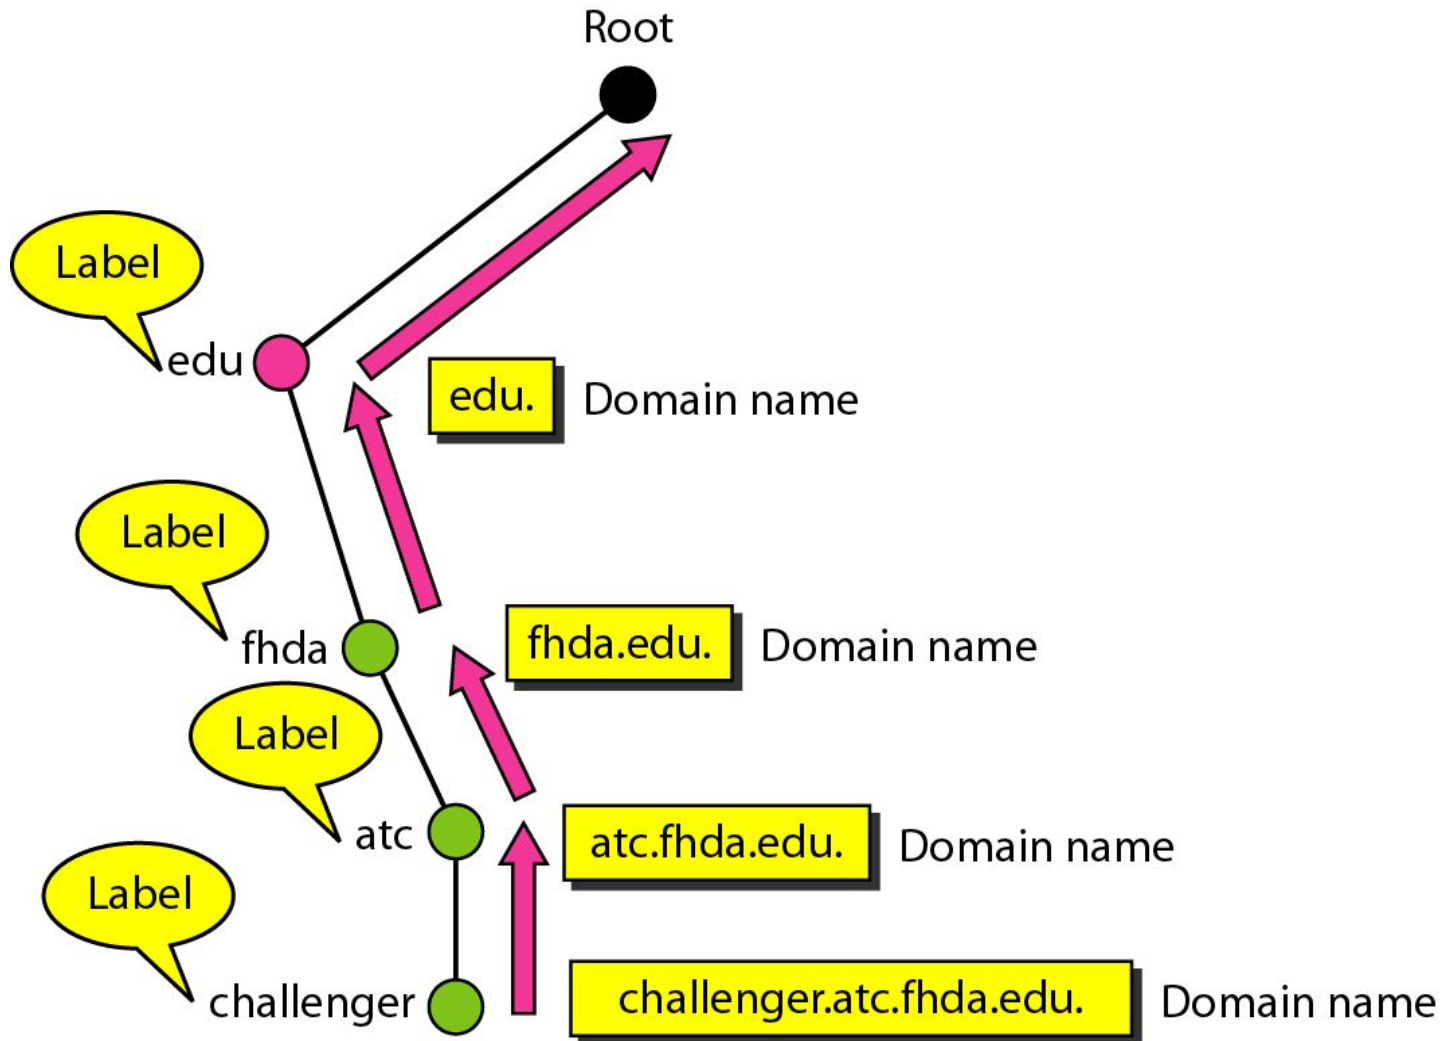 Root
Label
edu
edu.
Domain name
Label
fhda
fhda.edu.
Domain name
Label
atc
atc.fhda.edu.
Domain name
Label
challenger
challenger.atc.fhda.edu.
Domain name